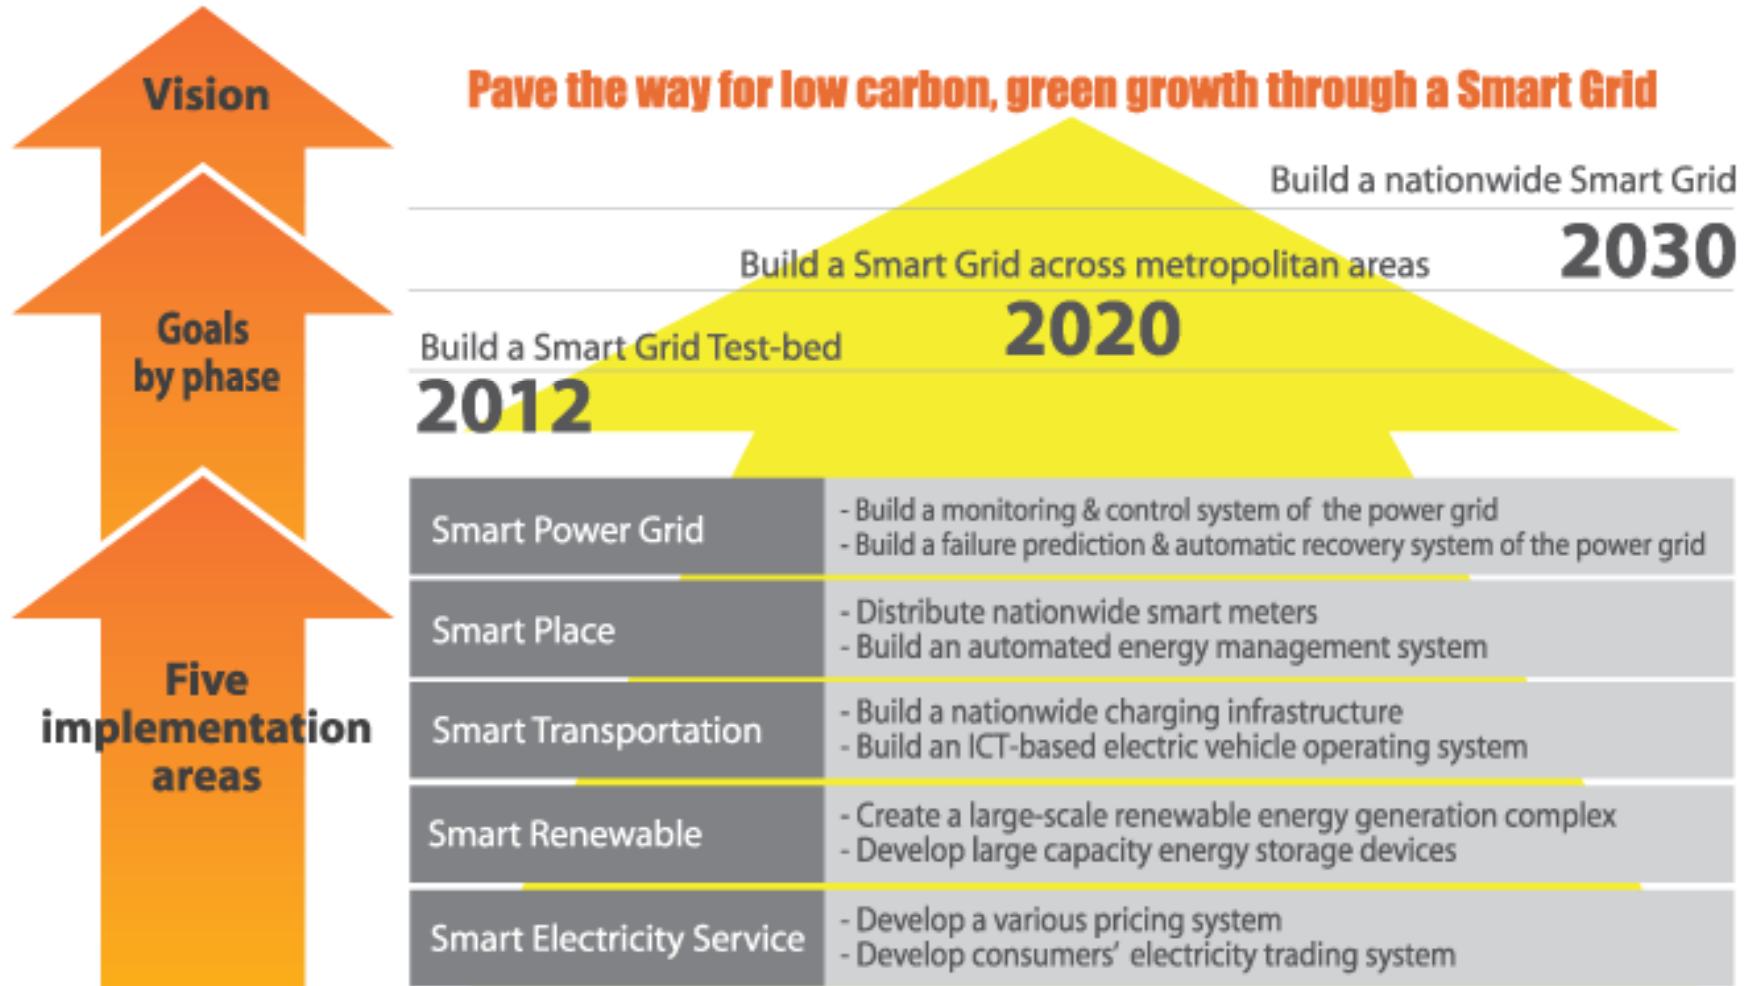 Vision
Pave the way for low carbon, green growth through a Smart Grid
Goals
by phase
Build a nationwide Smart Grid
2030
Build a Smart Grid across metropolitan areas
2020
Build a Smart Grid Test-bed
2012
Five
implementation
areas
Smart Power Grid
- Build a monitoring & control system of the power grid
- Build a failure prediction & automatic recovery system of the power grid
Smart Place
- Distribute nationwide smart meters
- Build an automated energy management system
Smart Transportation
- Build a nationwide charging infrastructure
- Build an ICT-based electric vehicle operating system
Smart Renewable
- Create a large-scale renewable energy generation complex
- Develop large capacity energy storage devices
Smart Electricity Service
- Develop a various pricing system
- Develop consumers' electricity trading system